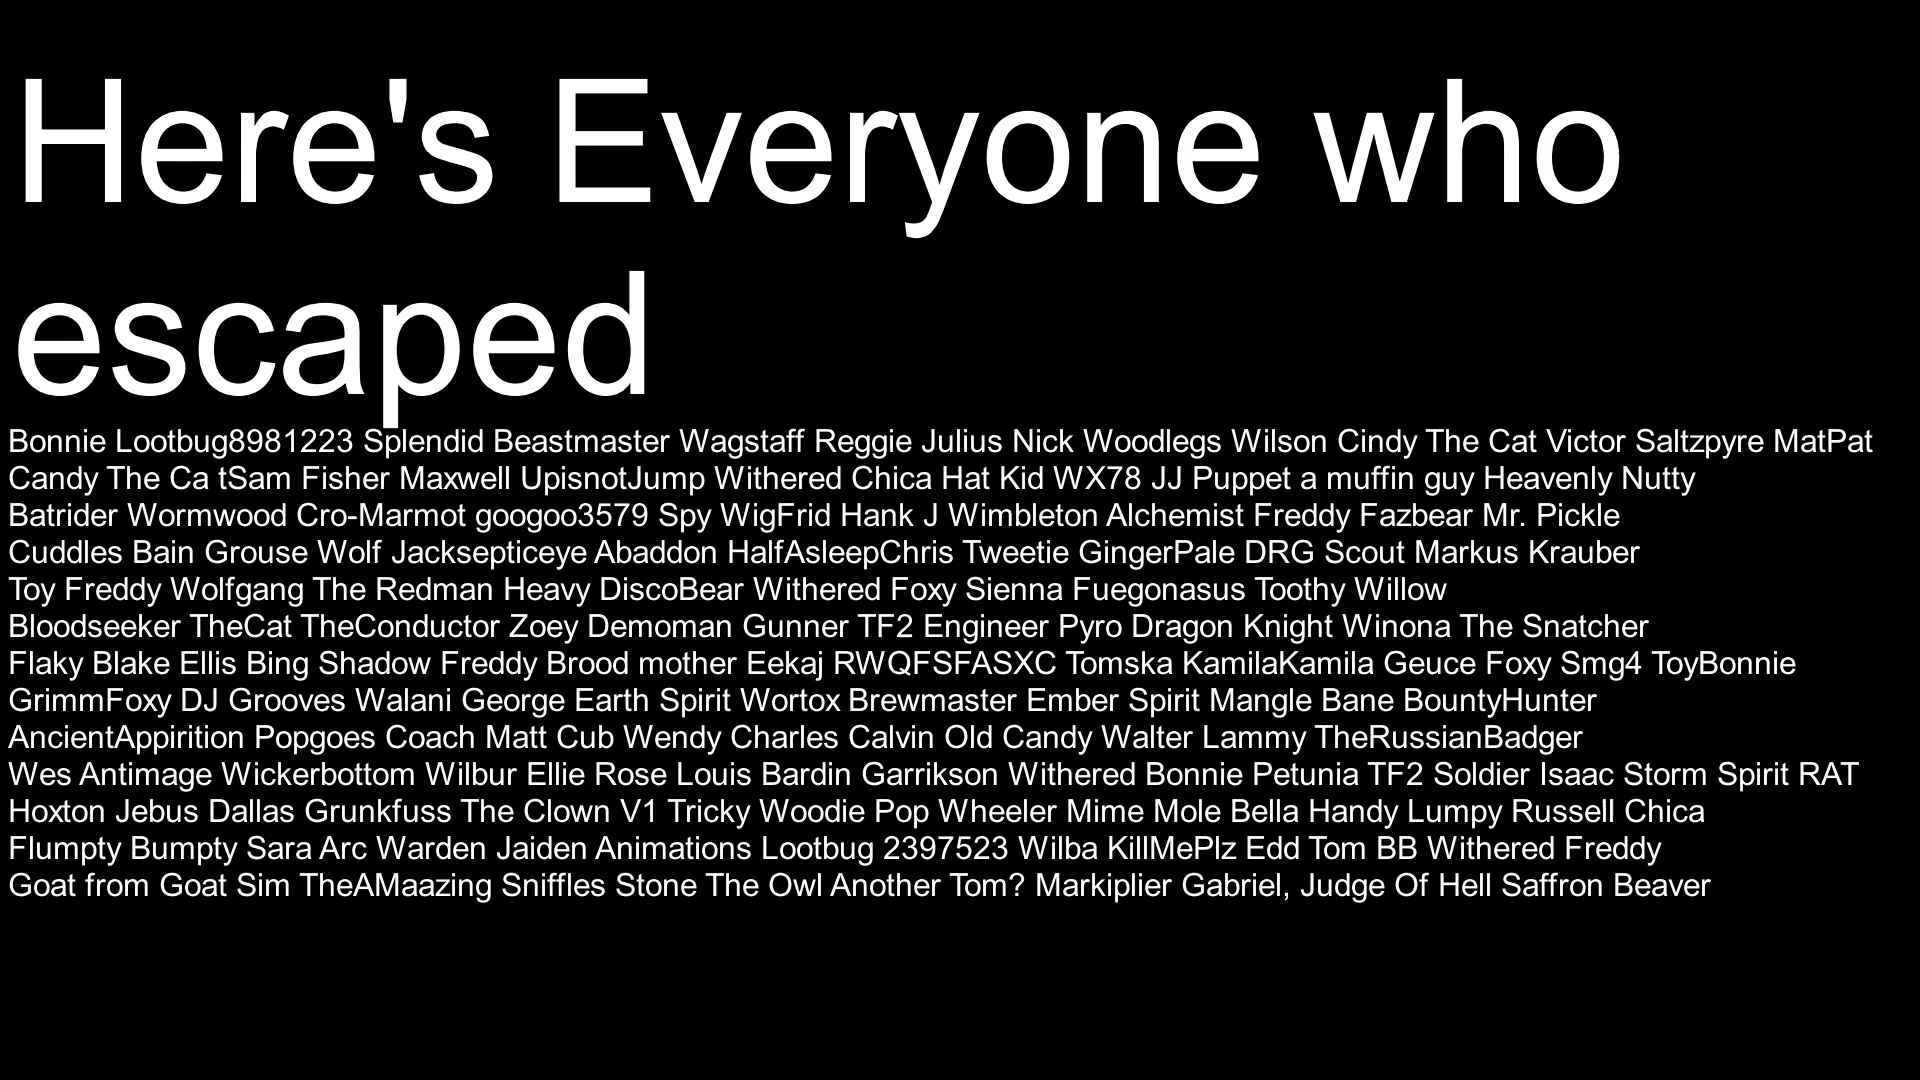 Here's Everyone who
escaped
Bonnie Lootbug8981223 Splendid Beastmaster Wagstaff Reggie Julius Nick Woodlegs Wilson Cindy The Cat Victor Saltzpyre MatPat
Candy The Ca tSam Fisher Maxwell UpisnotJump Withered Chica Hat Kid WX78 JJ Puppet a muffin guy Heavenly Nutty
Batrider Wormwood Cro-Marmot googoo3579 Spy WigFrid Hank J Wimbleton Alchemist Freddy Fazbear Mr. Pickle
Cuddles Bain Grouse Wolf Jacksepticeye Abaddon HalfAsleepChris Tweetie GingerPale DRG Scout Markus Krauber
Toy Freddy Wolfgang The Redman Heavy DiscoBear Withered Foxy Sienna Fuegonasus Toothy Willow
Bloodseeker TheCat TheConductor Zoey Demoman Gunner TF2 Engineer Pyro Dragon Knight Winona The Snatcher
Flaky Blake Ellis Bing Shadow Freddy Brood mother Eekaj RWQFSFASXC Tomska KamilaKamila Geuce Foxy Smg4 ToyBonnie
GrimmFoxy DJ Grooves Walani George Earth Spirit Wortox Brewmaster Ember Spirit Mangle Bane BountyHunter
AncientAppirition Popgoes Coach Matt Cub Wendy Charles Calvin Old Candy Walter Lammy TheRussianBadger
Wes Antimage Wickerbottom Wilbur Ellie Rose Louis Bardin Garrikson Withered Bonnie Petunia TF2 Soldier Isaac Storm Spirit RAT
Hoxton Jebus Dallas Grunkfuss The Clown V1 Tricky Woodie Pop Wheeler Mime Mole Bella Handy Lumpy Russell Chica
Flumpty Bumpty Sara Arc Warden Jaiden Animations Lootbug 2397523 Wilba KillMePlz Edd Tom BB Withered Freddy
Goat from Goat Sim TheAMaazing Sniffles Stone The Owl Another Tom? Markiplier Gabriel, Judge Of Hell Saffron Beaver